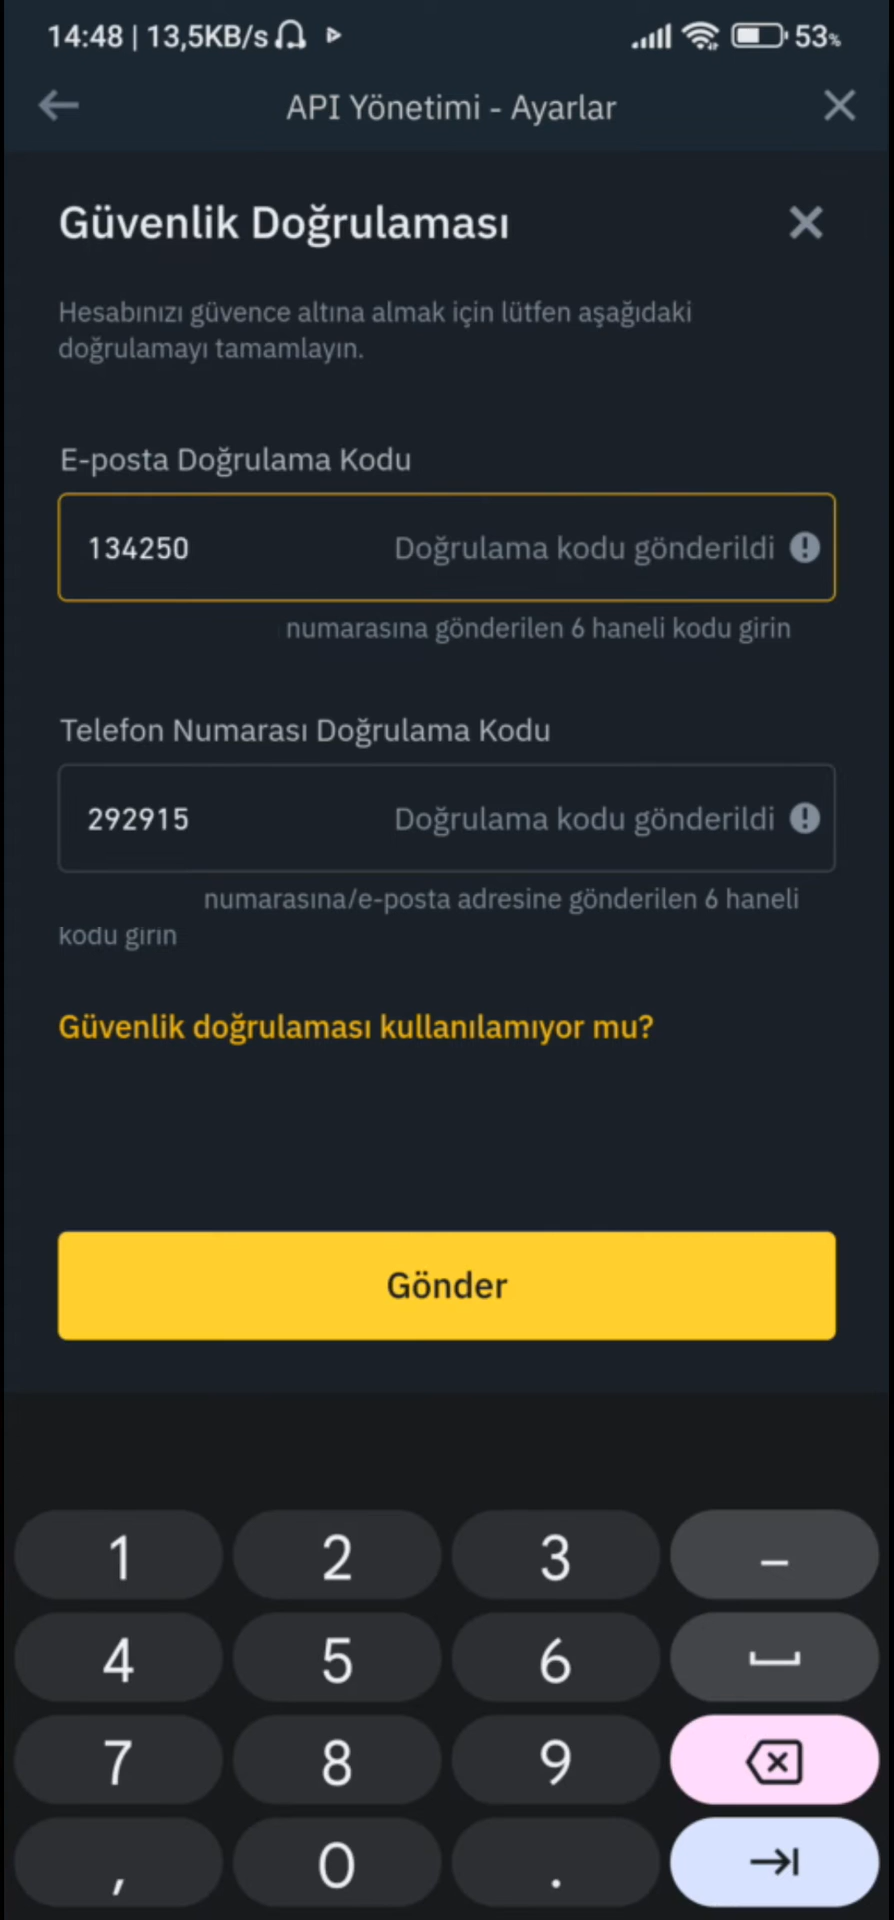 14:48 | 13,5KB/s 53%
API Yönetimi - Ayarlar
Güvenlik Doğrulaması
Hesabınızı güvence altına almak için lütfen aşağıdaki
doğrulamayı tamamlayın.
E-posta Doğrulama Kodu
134250 Doğrulama kodu gönderildi
numarasına gönderilen 6 haneli kodu girin
Telefon Numarası Doğrulama Kodu
292915 Doğrulama kodu gönderildi
numarasına/e-posta adresine gönderilen 6 haneli
kodu girin
Güvenlik doğrulaması kullanılamıyor mu?
Gönder
1 2 3 –
4 5 6
7 8 9
, 0 .